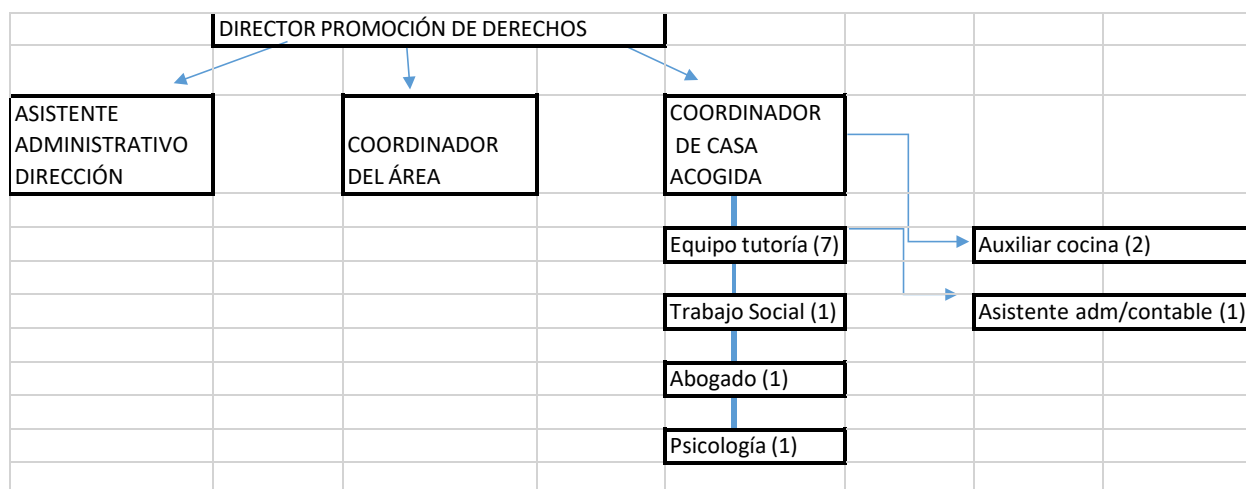 DIRECTOR PROMOCIÓN DE DERECHOS
ASISTENTE
ADMINISTRATIVO
DIRECCIÓN
COORDINADOR
DEL ÁREA
COORDINADOR
DE CASA
ACOGIDA
Equipo tutoría (7)
Auxiliar cocina (2)
Trabajo Social (1)
Asistente adm/contable (1)
Abogado (1)
Psicología (1)